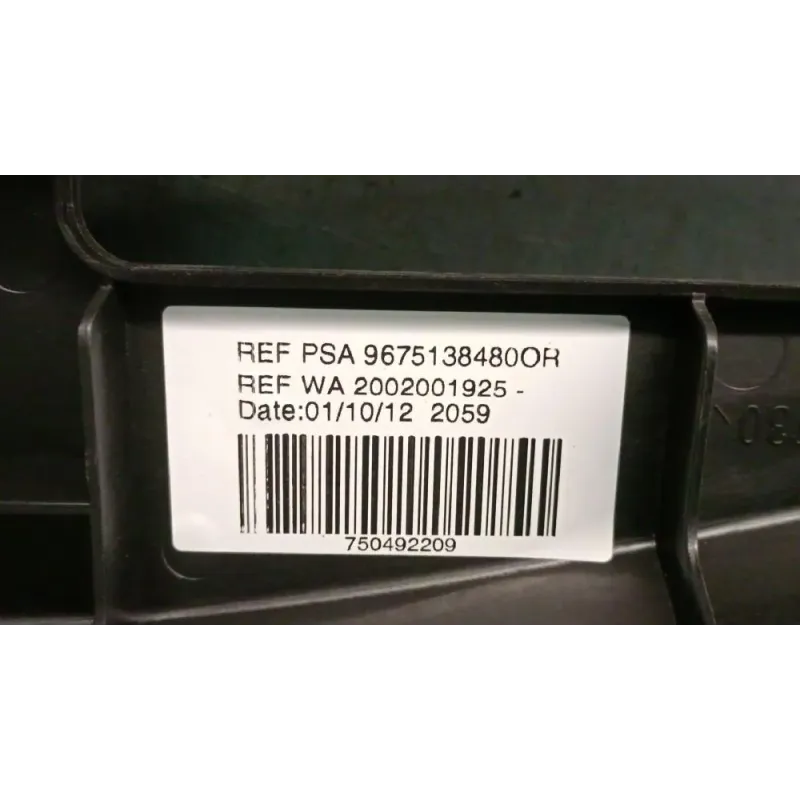 REF PSA 9675138480OR
REF WA 2002001925 -
Date:01/10/12 2059
750492209